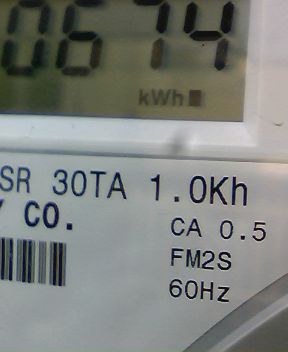 0674
kWh
SR 30TA 1.0Kh
Y CO.
CA 0.5
FM2S
60Hz